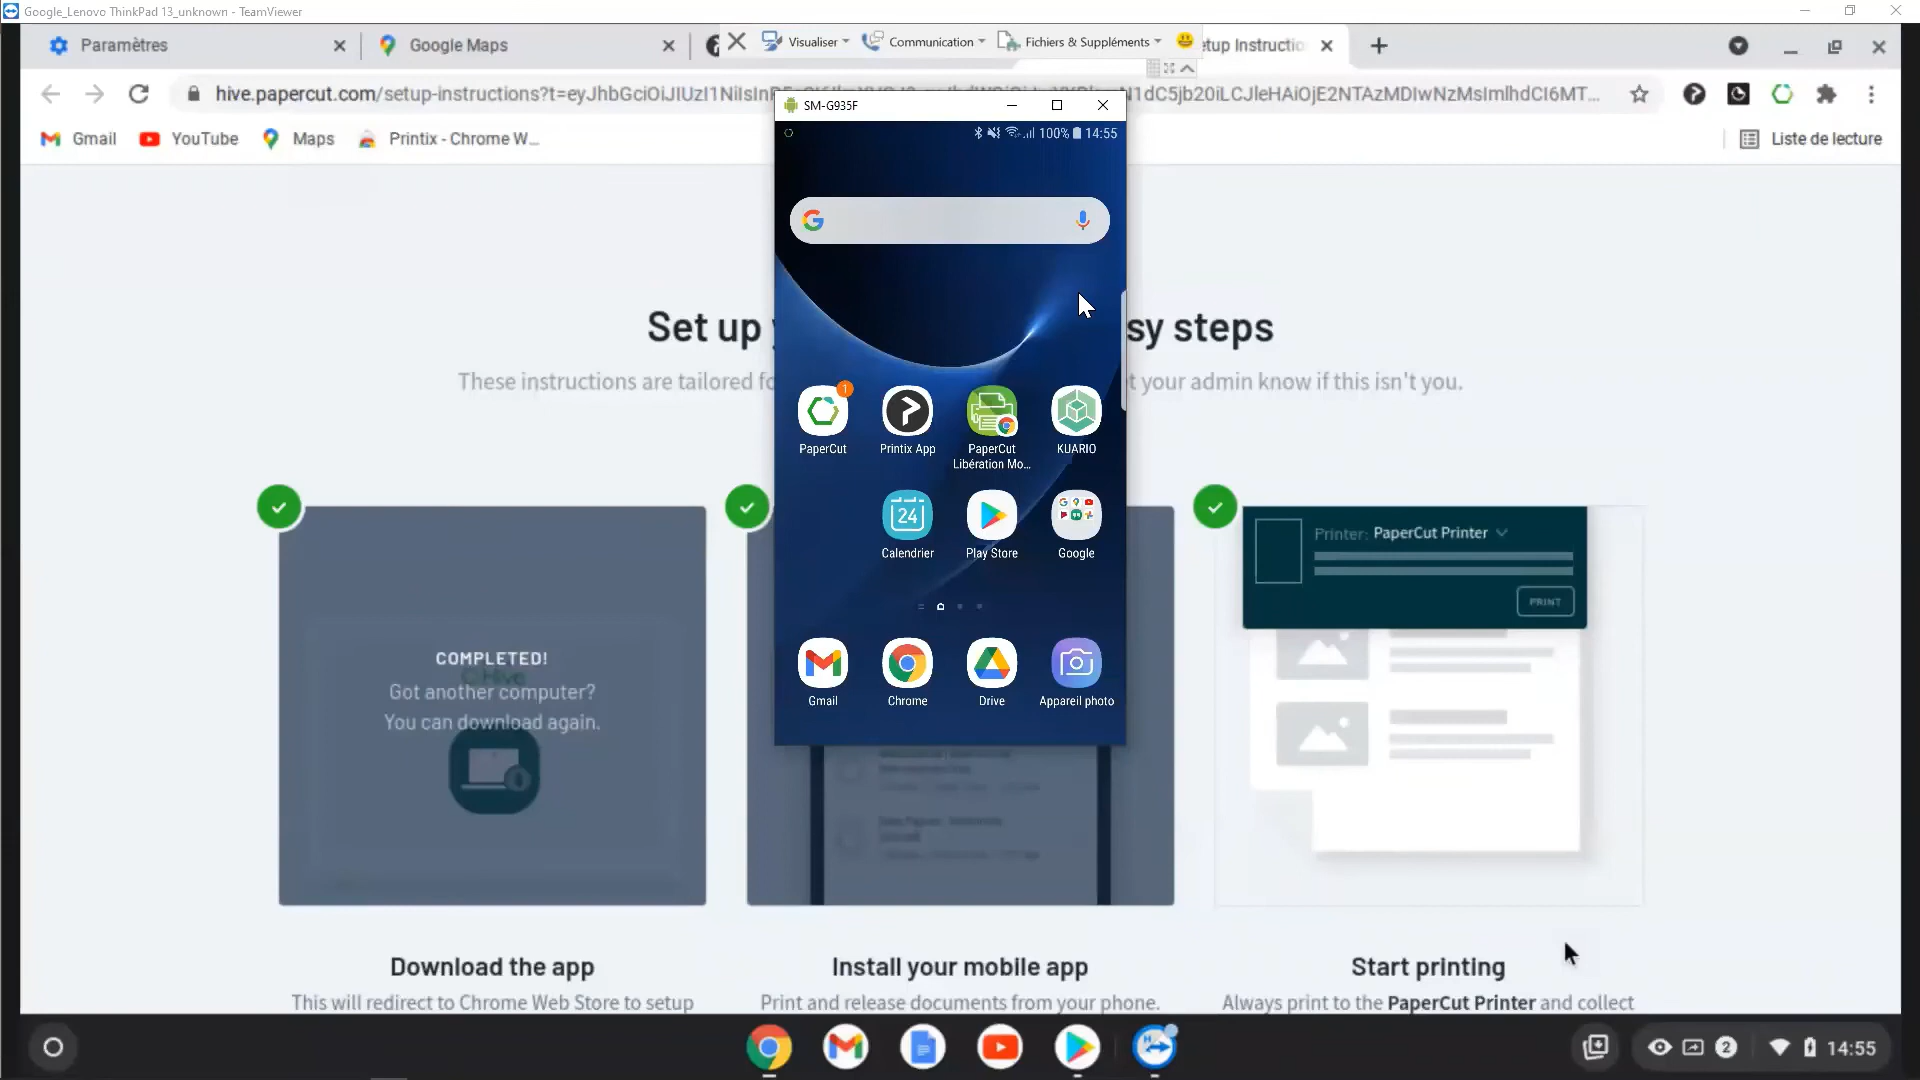 Google_Lenovo ThinkPad 13_unknown - TeamViewer
Paramètres
Google Maps
Visualiser
Communication
Fichiers & Suppléments
etup Instructio
hive.papercut.com/setup-instructions?t=eyJhbGciOiJIUzI1NiIsInR
Gmail
YouTube
Maps
Printix - Chrome W...
Liste de lecture
SM-G935F
100%
14:55
Set up
sy steps
These instructions are tailored fo
t your admin know if this isn't you.
1
PaperCut
Printix App
PaperCut
Libération Mo...
KUARIO
24
Calendrier
Play Store
Google
Gmail
Chrome
Drive
Appareil photo
COMPLETED!
Got another computer?
You can download again.
Printer: PaperCut Printer
PRINT
Download the app
This will redirect to Chrome Web Store to setup
Install your mobile app
Print and release documents from your phone.
Start printing
Always print to the PaperCut Printer and collect
2
14:55